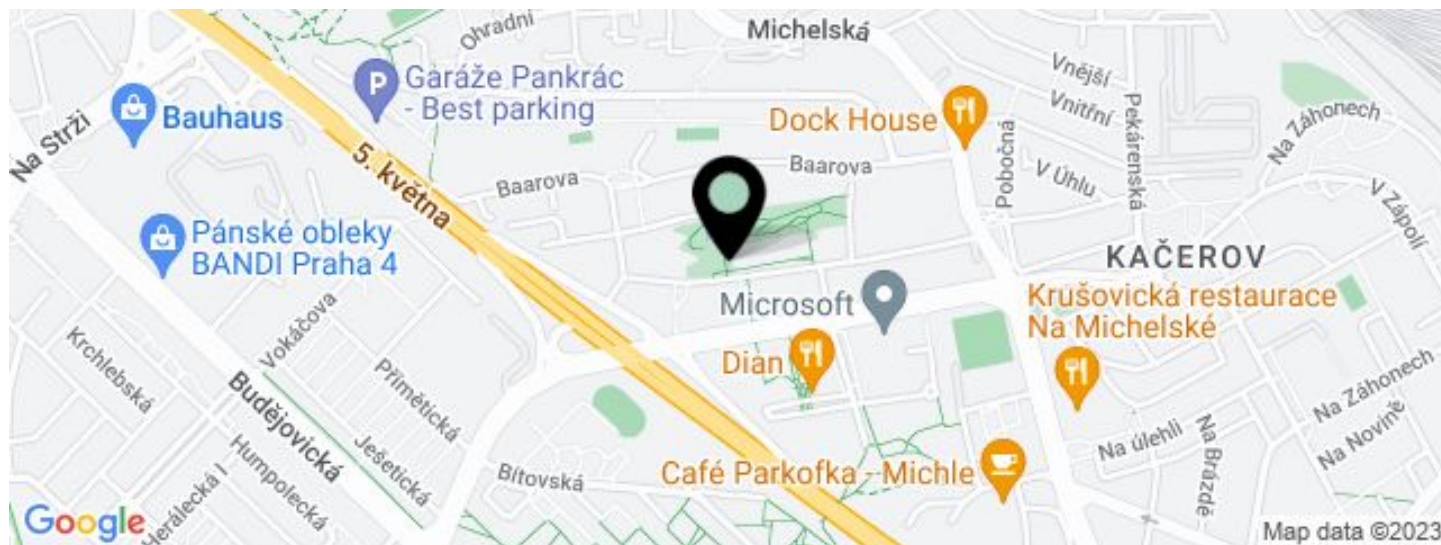 Ohradní
Michelská
Vnější
Vnitřní
Pekárenská
Na Záhonech
P
Garáže Pankrác
- Best parking
Bauhaus
Na Strži
Dock House
Pobočná
V Úhlu
V Zápolí
5. května
Baarova
Baarova
Pánské obleky
BANDI Praha 4
KAČEROV
Microsoft
Krušovická restaurace
Na Michelské
Dian
Vokáčova
Krchlebská
Přímětická
Budějovická
Ješetická
Humpolecká
Herálecká I
Bítovská
Café Parkofka - Michle
Na úlehli
Na Brázdě
Na Záhonech
Na Novině
Google
Map data ©2023